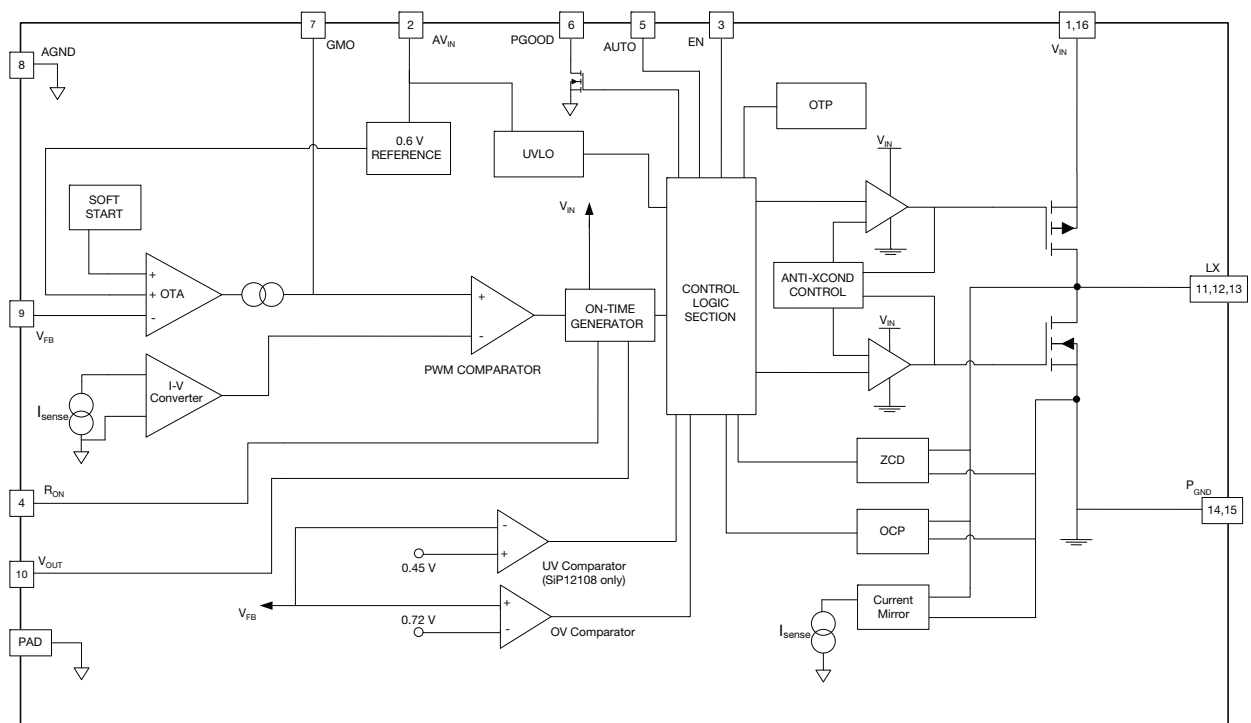 7
GMO
2
AVIN
6
PGOOD
5
AUTO
3
EN
1,16
VIN
8
AGND
0.6 V
REFERENCE
UVLO
OTP
SOFT
START
VIN
VIN
+
+
-
OTA
9
VFB
+
-
PWM COMPARATOR
ON-TIME
GENERATOR
CONTROL
LOGIC
SECTION
ANTI-XCOND
CONTROL
VIN
LX
11,12,13
I-V
Converter
Isense
4
RON
ZCD
PGND
14,15
OCP
10
VOUT
-
+
0.45 V
UV Comparator
(SiP12108 only)
VFB
+
-
0.72 V
OV Comparator
Current
Mirror
Isense
PAD